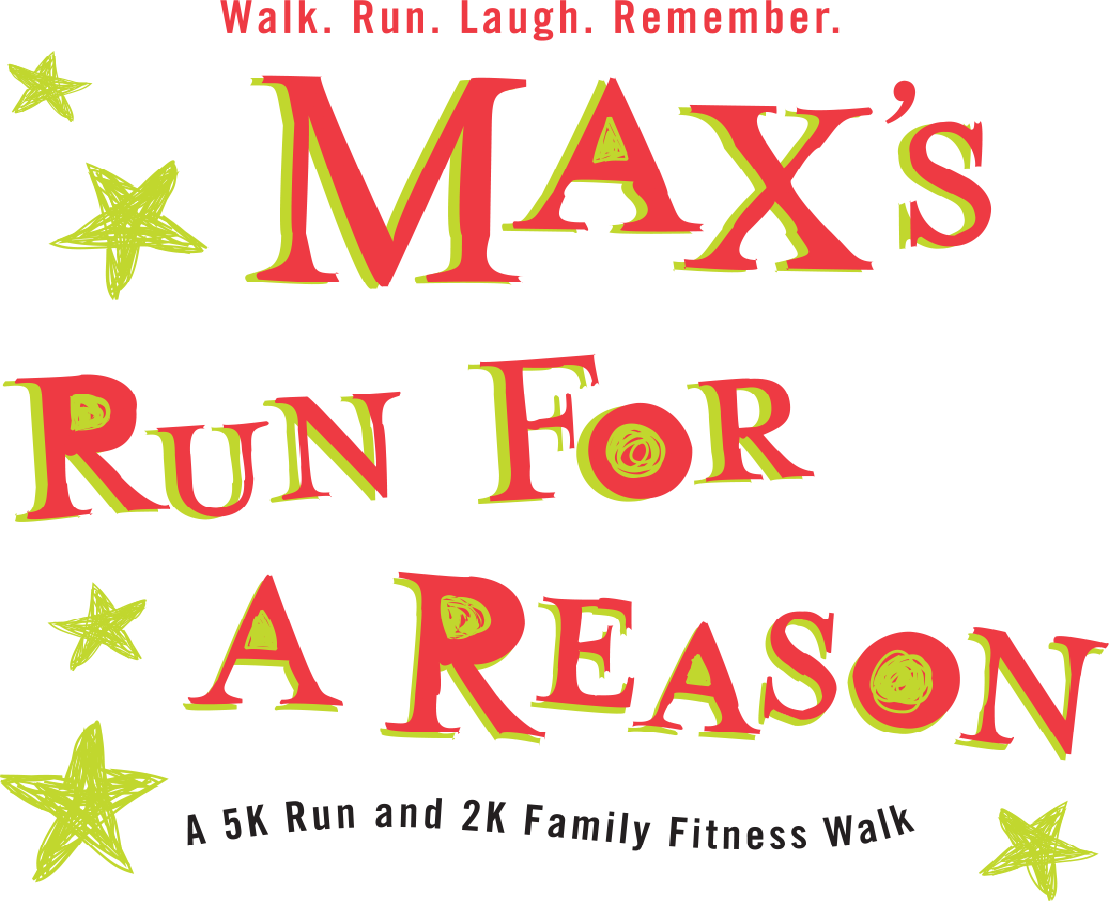 Walk. Run. Laugh. Remember.
MAX'S
RUN FOR
A REASON
A 5K Run and 2K Family Fitness Walk